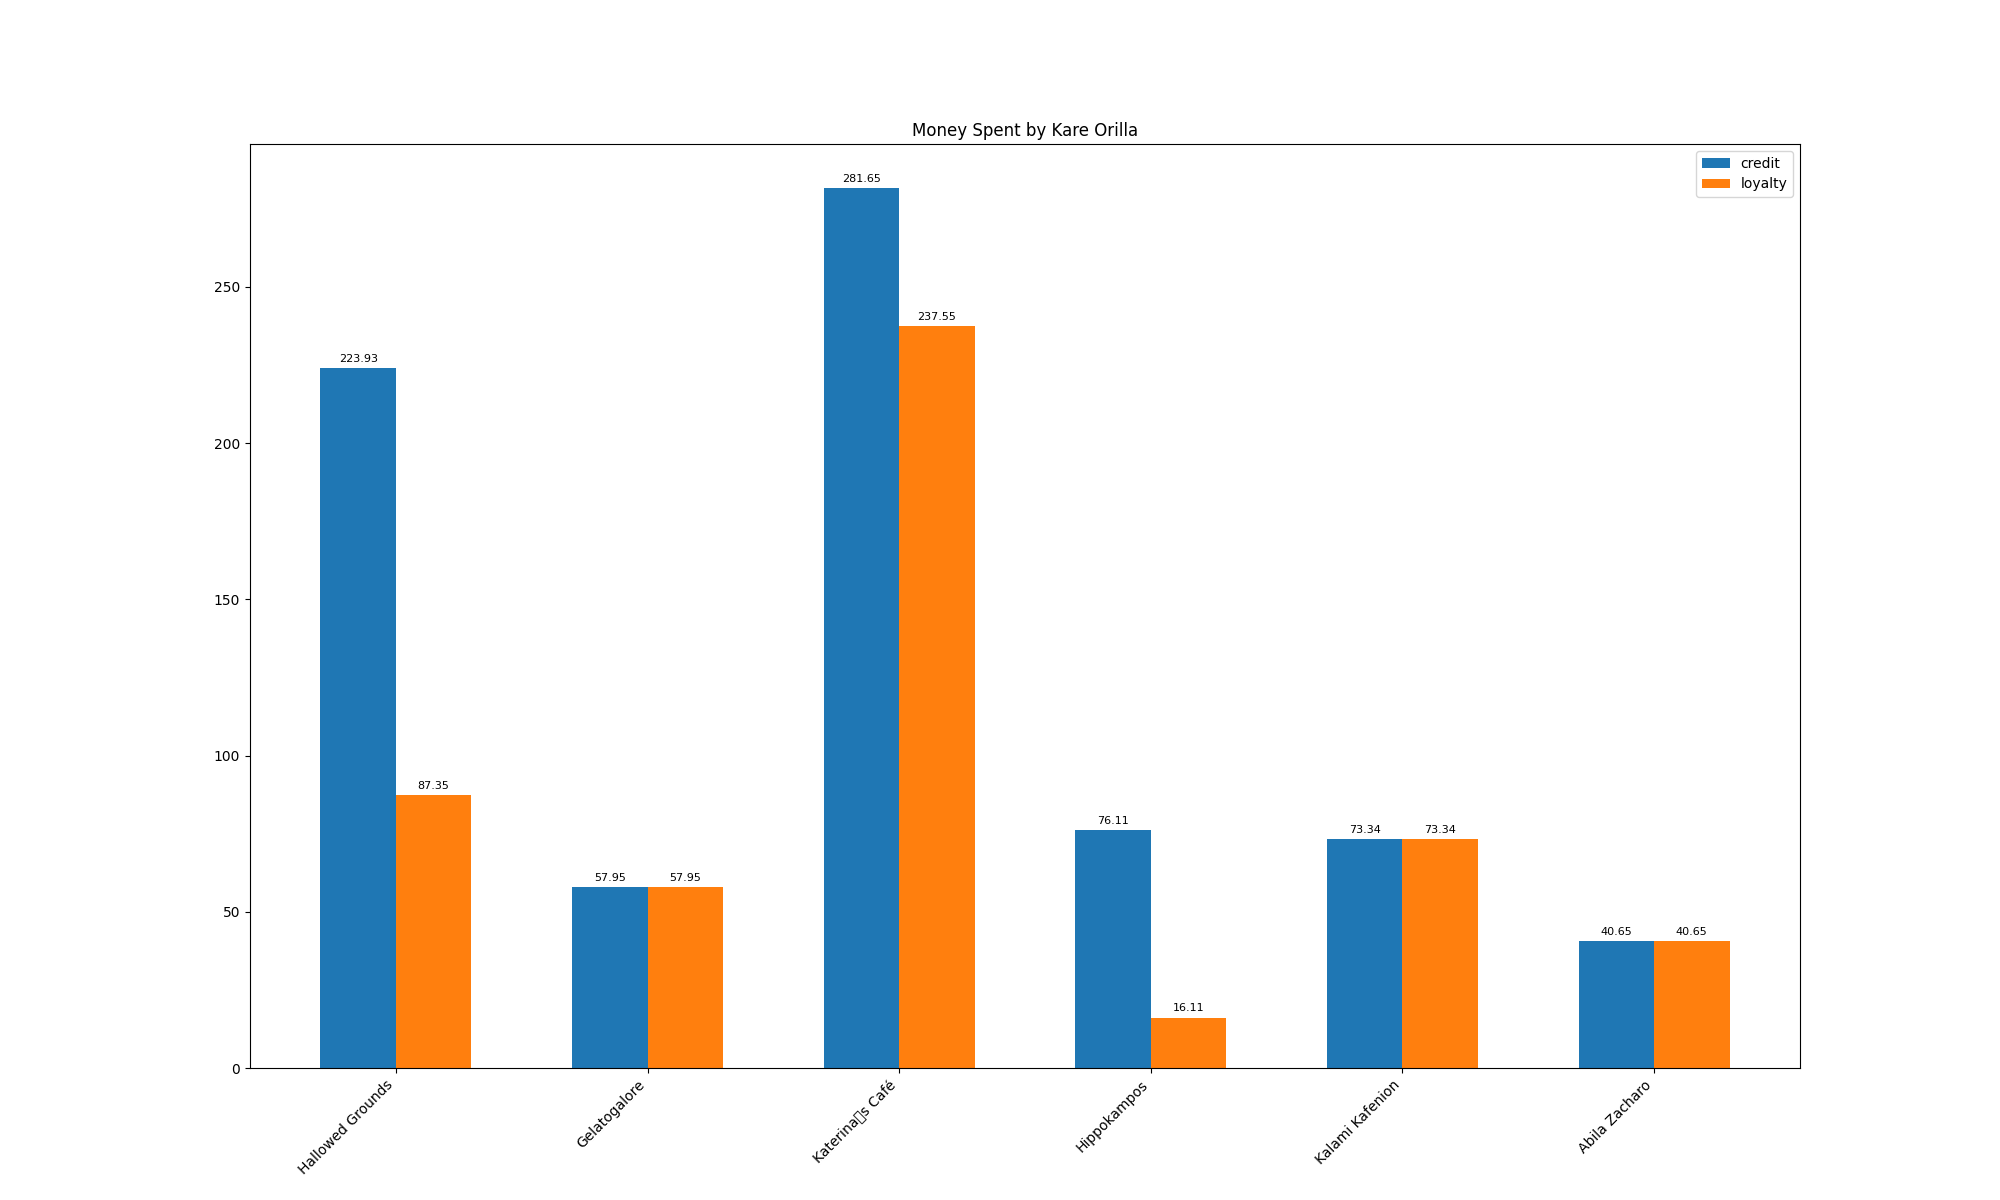 Money Spent by Kare Orilla
credit
loyalty
281.65
237.55
223.93
87.35
76.11
73.34
73.34
57.95
57.95
40.65
40.65
16.11
250
200
150
100
50
0
Hallowed Grounds
Gelatogalore
Katerina▯s Café
Hippokampos
Kalami Kafenion
Abila Zacharo